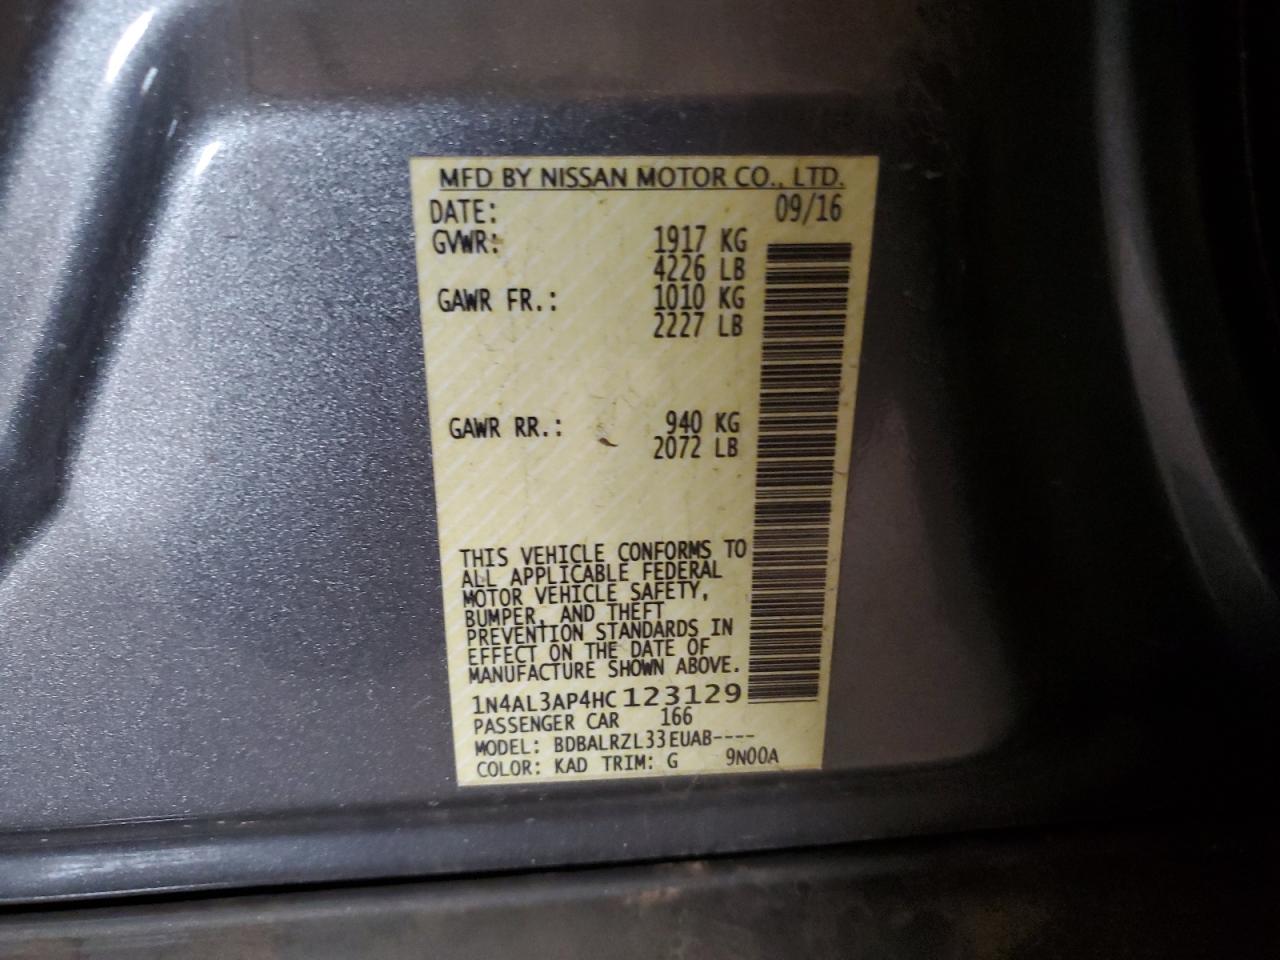 MFD BY NISSAN MOTOR CO., LTD.
DATE: 09/16
GVWR: 1917 KG
4226 LB
GAWR FR.: 1010 KG
2227 LB
GAWR RR.: 940 KG
2072 LB
THIS VEHICLE CONFORMS TO
ALL APPLICABLE FEDERAL
MOTOR VEHICLE SAFETY,
BUMPER, AND THEFT
PREVENTION STANDARDS IN
EFFECT ON THE DATE OF
MANUFACTURE SHOWN ABOVE.
1N4AL3AP4HC123129
PASSENGER CAR 166
MODEL: BDBALRZL33EUAB----
COLOR: KAD TRIM: G 9N00A